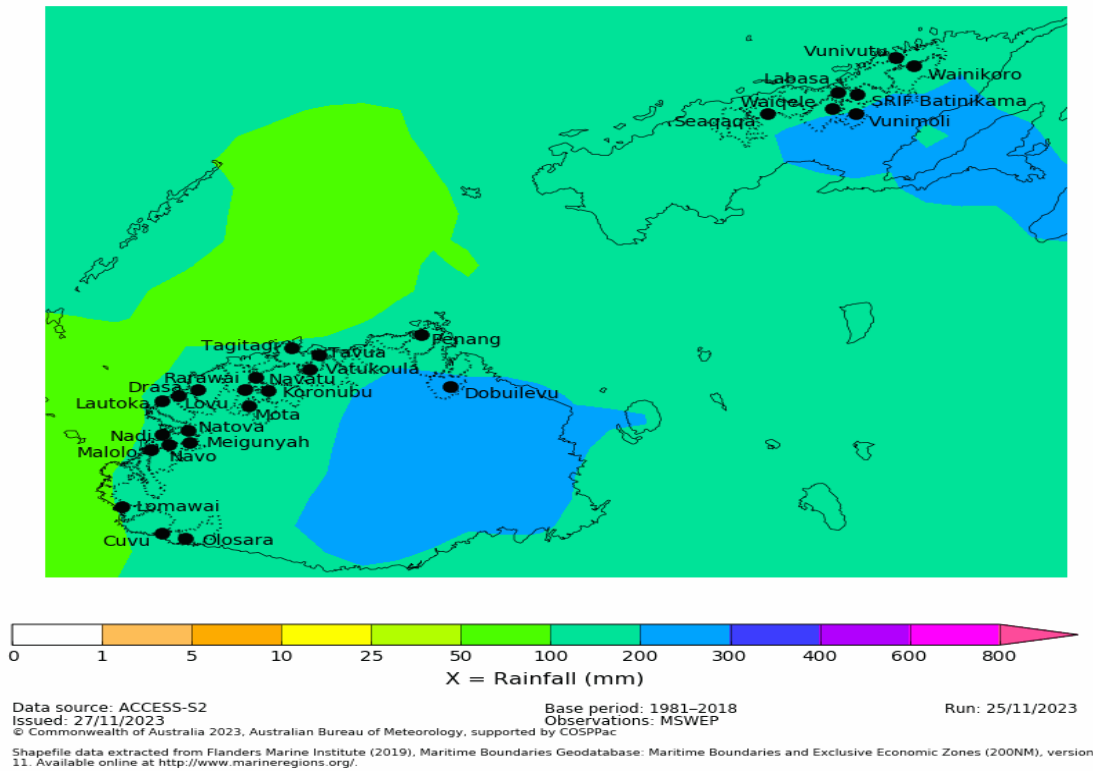 Vunivutu
Wainikoro
Labasa
SRIF Batinikama
Waiqele
Seaqaqa
Vunimoli
Penang
Tagitagi
Tavua
Vatukoula
Rarawai
Navatu
Drasa
Koronubu
Dobuilevu
Lautoka
Lovu
Mota
Natova
Nadi
Meigunyah
Malolo
Navo
Lomawai
Cuvu
Olosara
0 1 5 10 25 50 100 200 300 400 600 800
X = Rainfall (mm)
Data source: ACCESS-S2 Base period: 1981–2018 Run: 25/11/2023
Issued: 27/11/2023 Observations: MSWEP
© Commonwealth of Australia 2023, Australian Bureau of Meteorology, supported by COSPPac
Shapefile data extracted from Flanders Marine Institute (2019), Maritime Boundaries Geodatabase: Maritime Boundaries and Exclusive Economic Zones (200NM), version
11. Available online at http://www.marineregions.org/.